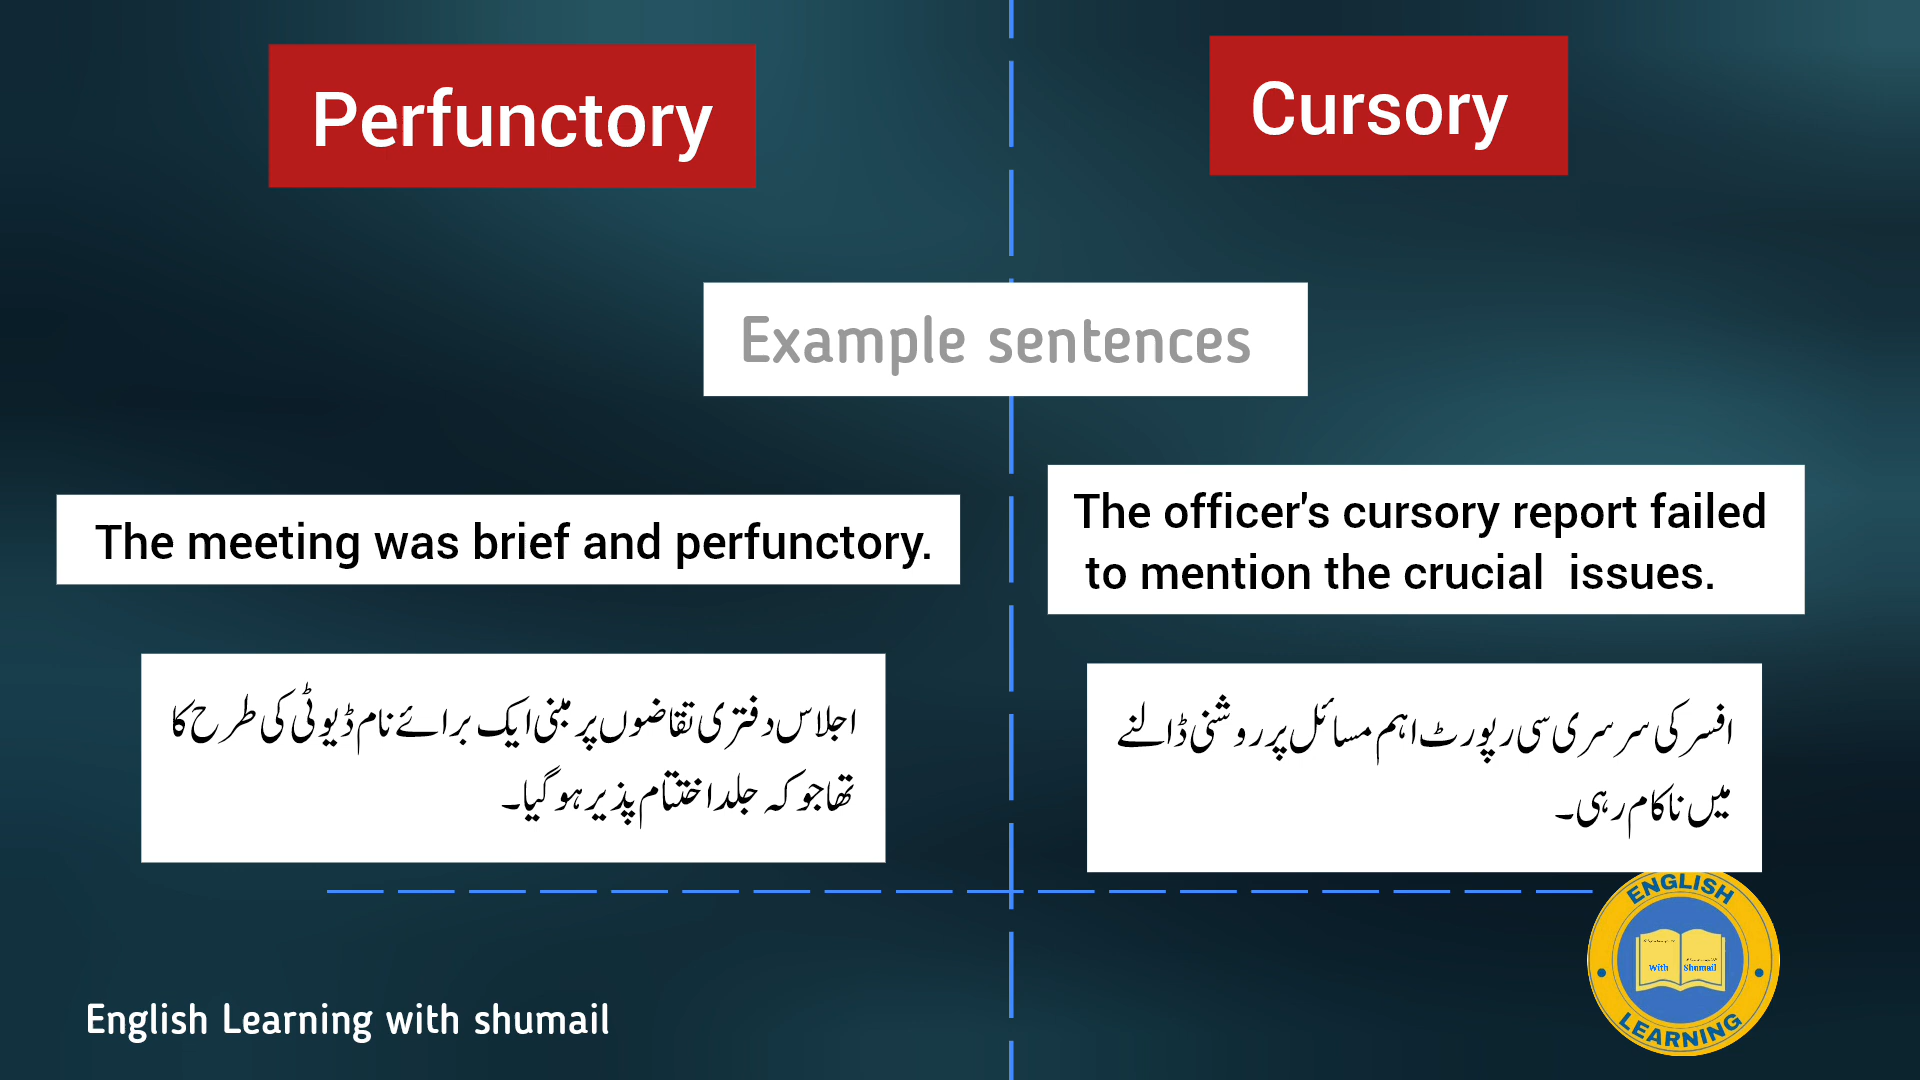 Perfunctory
Cursory
Example sentences
The meeting was brief and perfunctory.
اجلاس دفتری تقاضوں پر مبنی ایک برائے نام ڈیوٹی کی طرح کا
تھا جو کہ جلد اختتام پذیر ہو گیا۔
The officer's cursory report failed
to mention the crucial issues.
افسر کی سرسری سی رپورٹ اہم مسائل پر روشنی ڈالنے
میں ناکام رہی۔
English Learning with shumail
ENGLISH
With Shumail
LEARNING